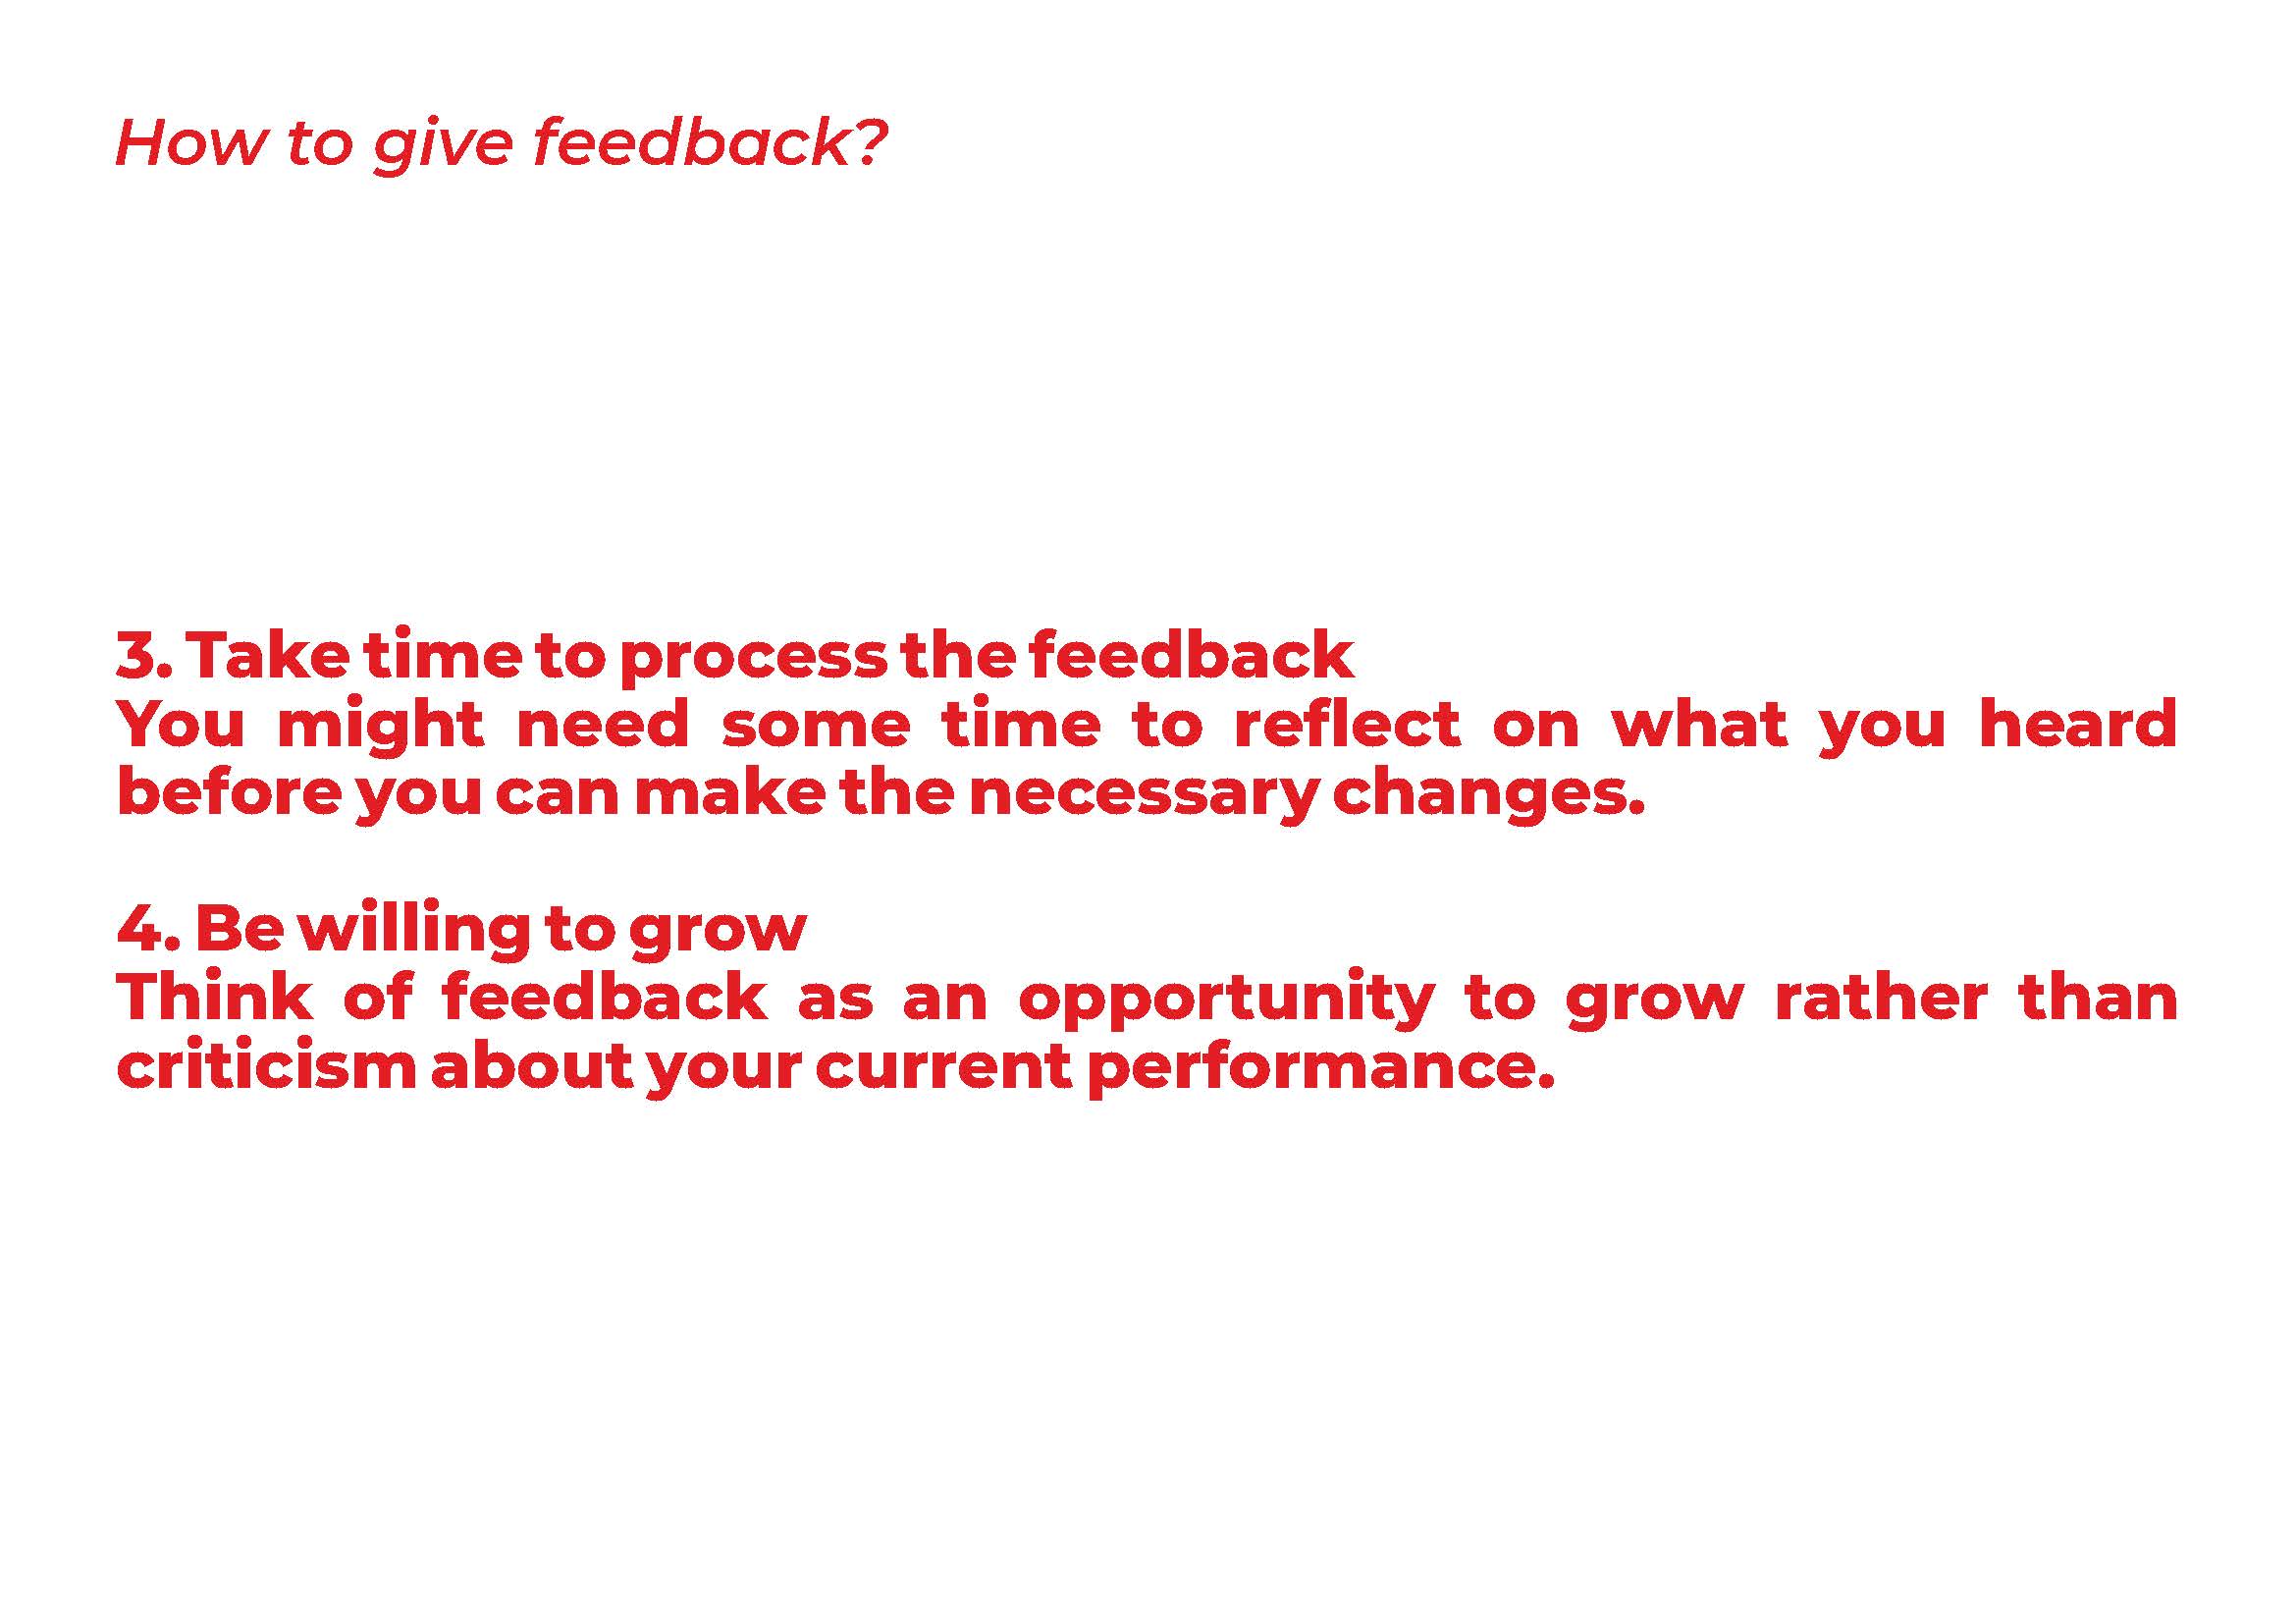 How to give feedback?
3. Take time to process the feedback
You might need some time to reflect on what you heard
before you can make the necessary changes.
4. Be willing to grow
Think of feedback as an opportunity to grow rather than
criticism about your current performance.